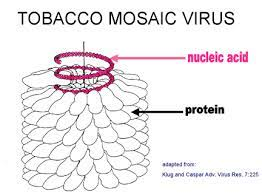 TOBACCO MOSAIC VIRUS
nucleic acid
protein
adapted from:
Klug and Caspar Adv. Virus Res. 7:225